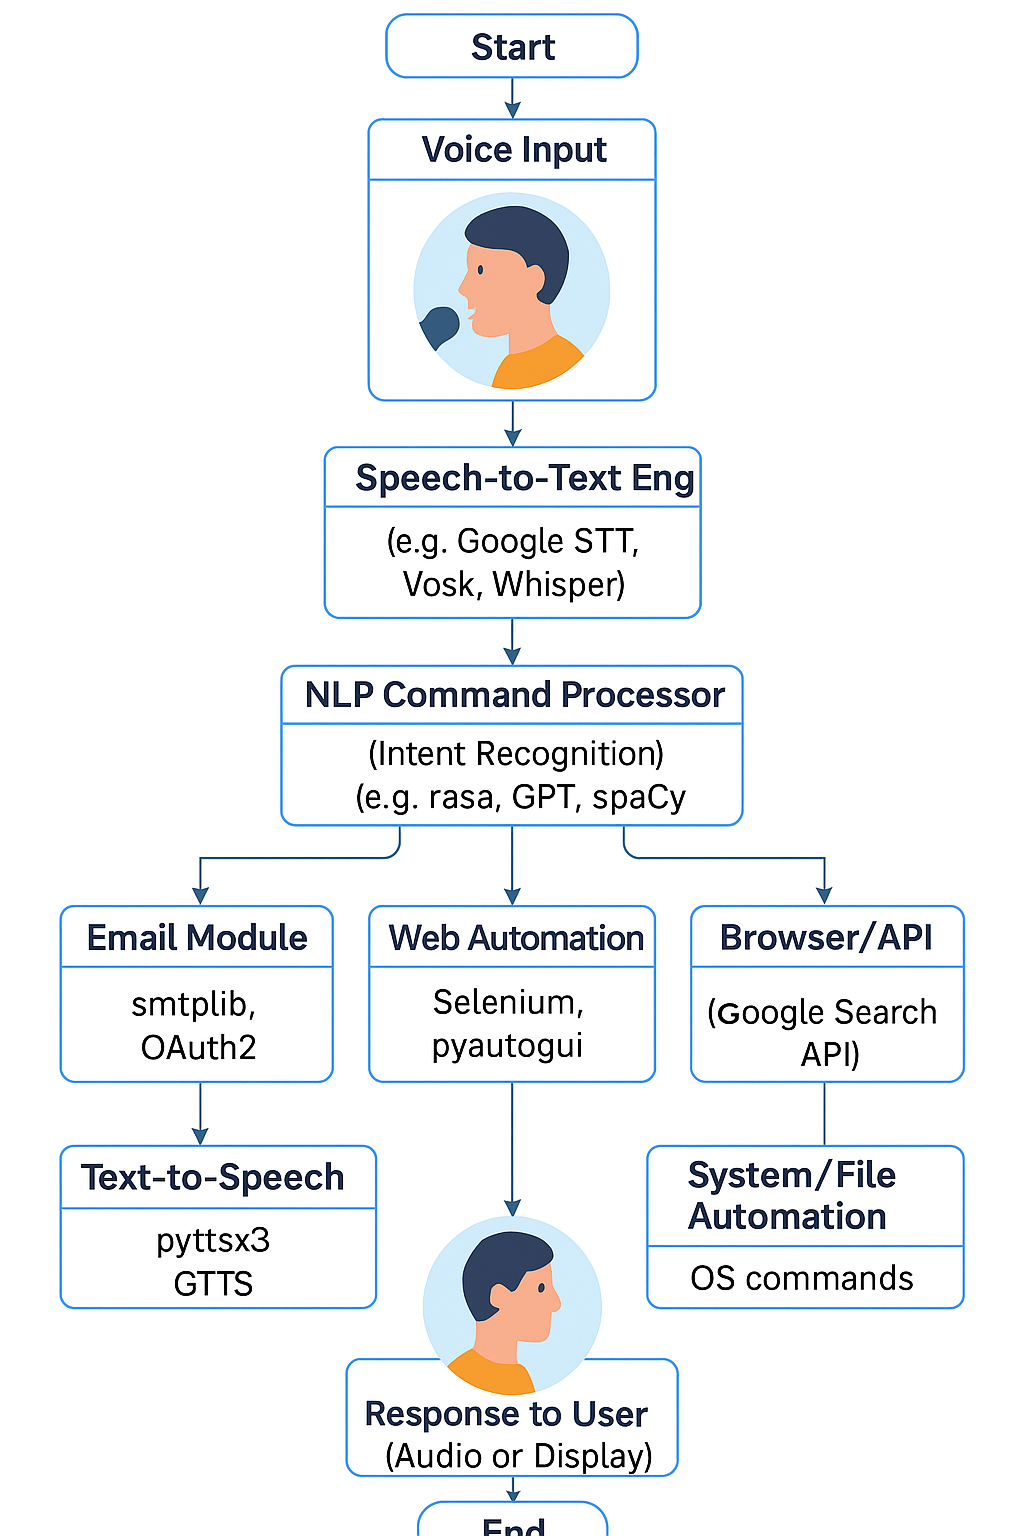 Start
Voice Input
Speech-to-Text Eng
(e.g. Google STT,
Vosk, Whisper)
NLP Command Processor
(Intent Recognition)
(e.g. rasa, GPT, spaCy
Email Module
smtplib,
OAuth2
Web Automation
Selenium,
pyautogui
Browser/API
(Google Search
API)
Text-to-Speech
pyttsx3
GTTS
System/File
Automation
OS commands
Response to User
(Audio or Display)
End